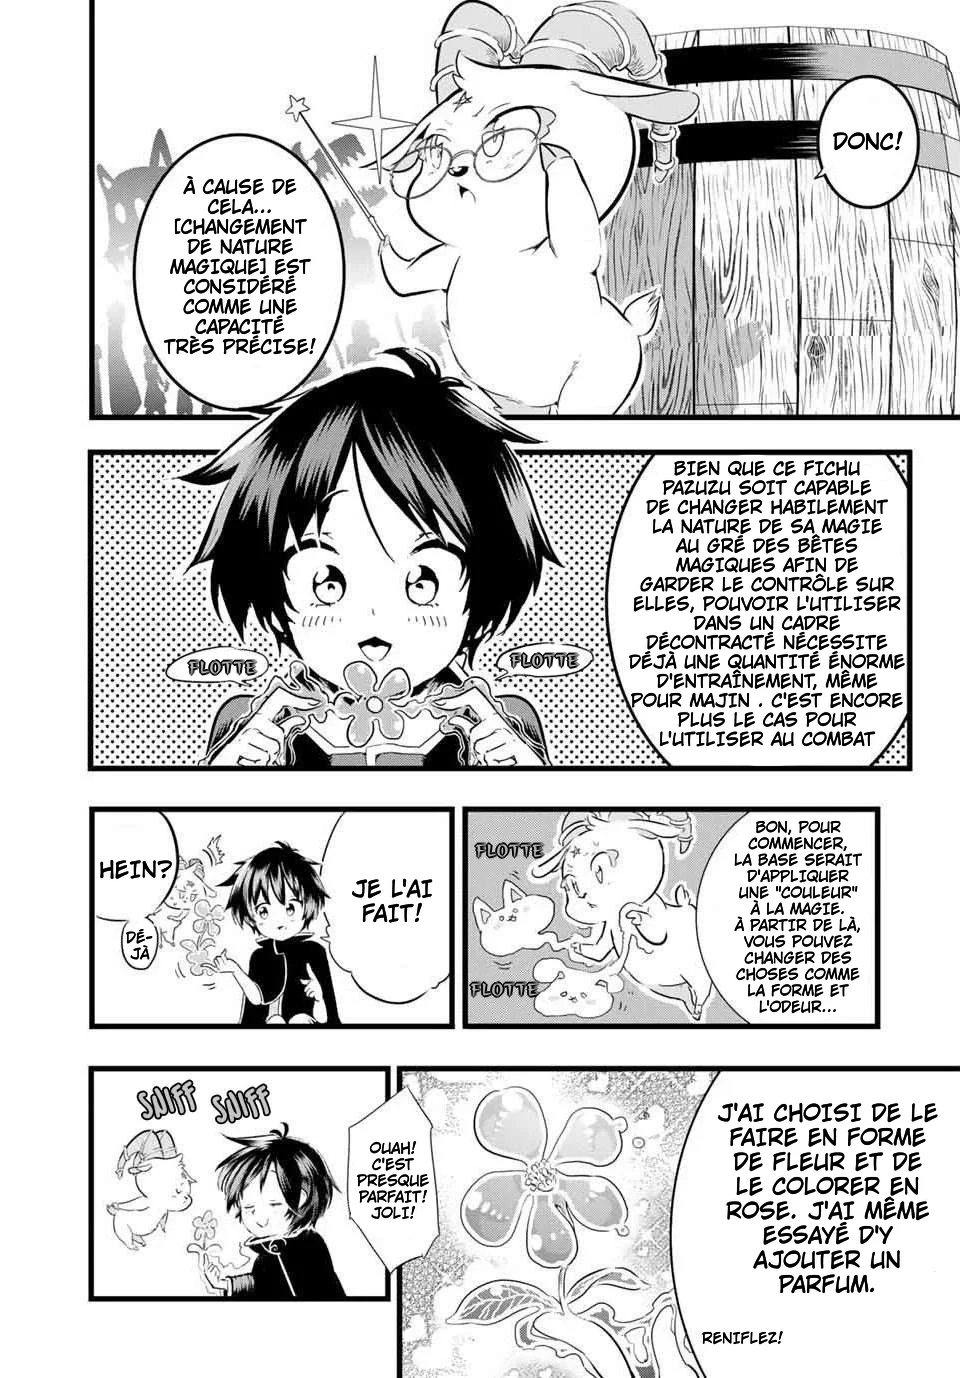 DONC!
À CAUSE DE
CELA...
[CHANGEMENT
DE NATURE
MAGIQUE] EST
CONSIDÉRÉ
COMME UNE
CAPACITÉ
TRÈS PRÉCISE!
BIEN QUE CE FICHU
PAZUZU SOIT CAPABLE
DE CHANGER HABILEMENT
LA NATURE DE SA MAGIE
AU GRÉ DES BÊTES
MAGIQUES AFIN DE
GARDER LE CONTRÔLE SUR
ELLES, POUVOIR L'UTILISER
DANS UN CADRE
DÉCONTRACTÉ NÉCESSITE
DÉJÀ UNE QUANTITÉ ÉNORME
D'ENTRAÎNEMENT, MÊME
POUR MAJIN . C'EST ENCORE
PLUS LE CAS POUR
L'UTILISER AU COMBAT
FLOTTE
FLOTTE
BON, POUR
COMMENCER,
LA BASE SERAIT
D'APPLIQUER
UNE "COULEUR"
À LA MAGIE.
À PARTIR DE LÀ,
VOUS POUVEZ
CHANGER DES
CHOSES COMME
LA FORME ET
L'ODEUR...
FLOTTE
FLOTTE
JE L'AI
FAIT!
HEIN?
DÉ-
JÀ
J'AI CHOISI DE LE
FAIRE EN FORME
DE FLEUR ET DE
LE COLORER EN
ROSE. J'AI MÊME
ESSAYÉ D'Y
AJOUTER UN
PARFUM.
RENIFLEZ!
OUAH!
C'EST
PRESQUE
PARFAIT!
JOLI!
SNIFF
SNIFF